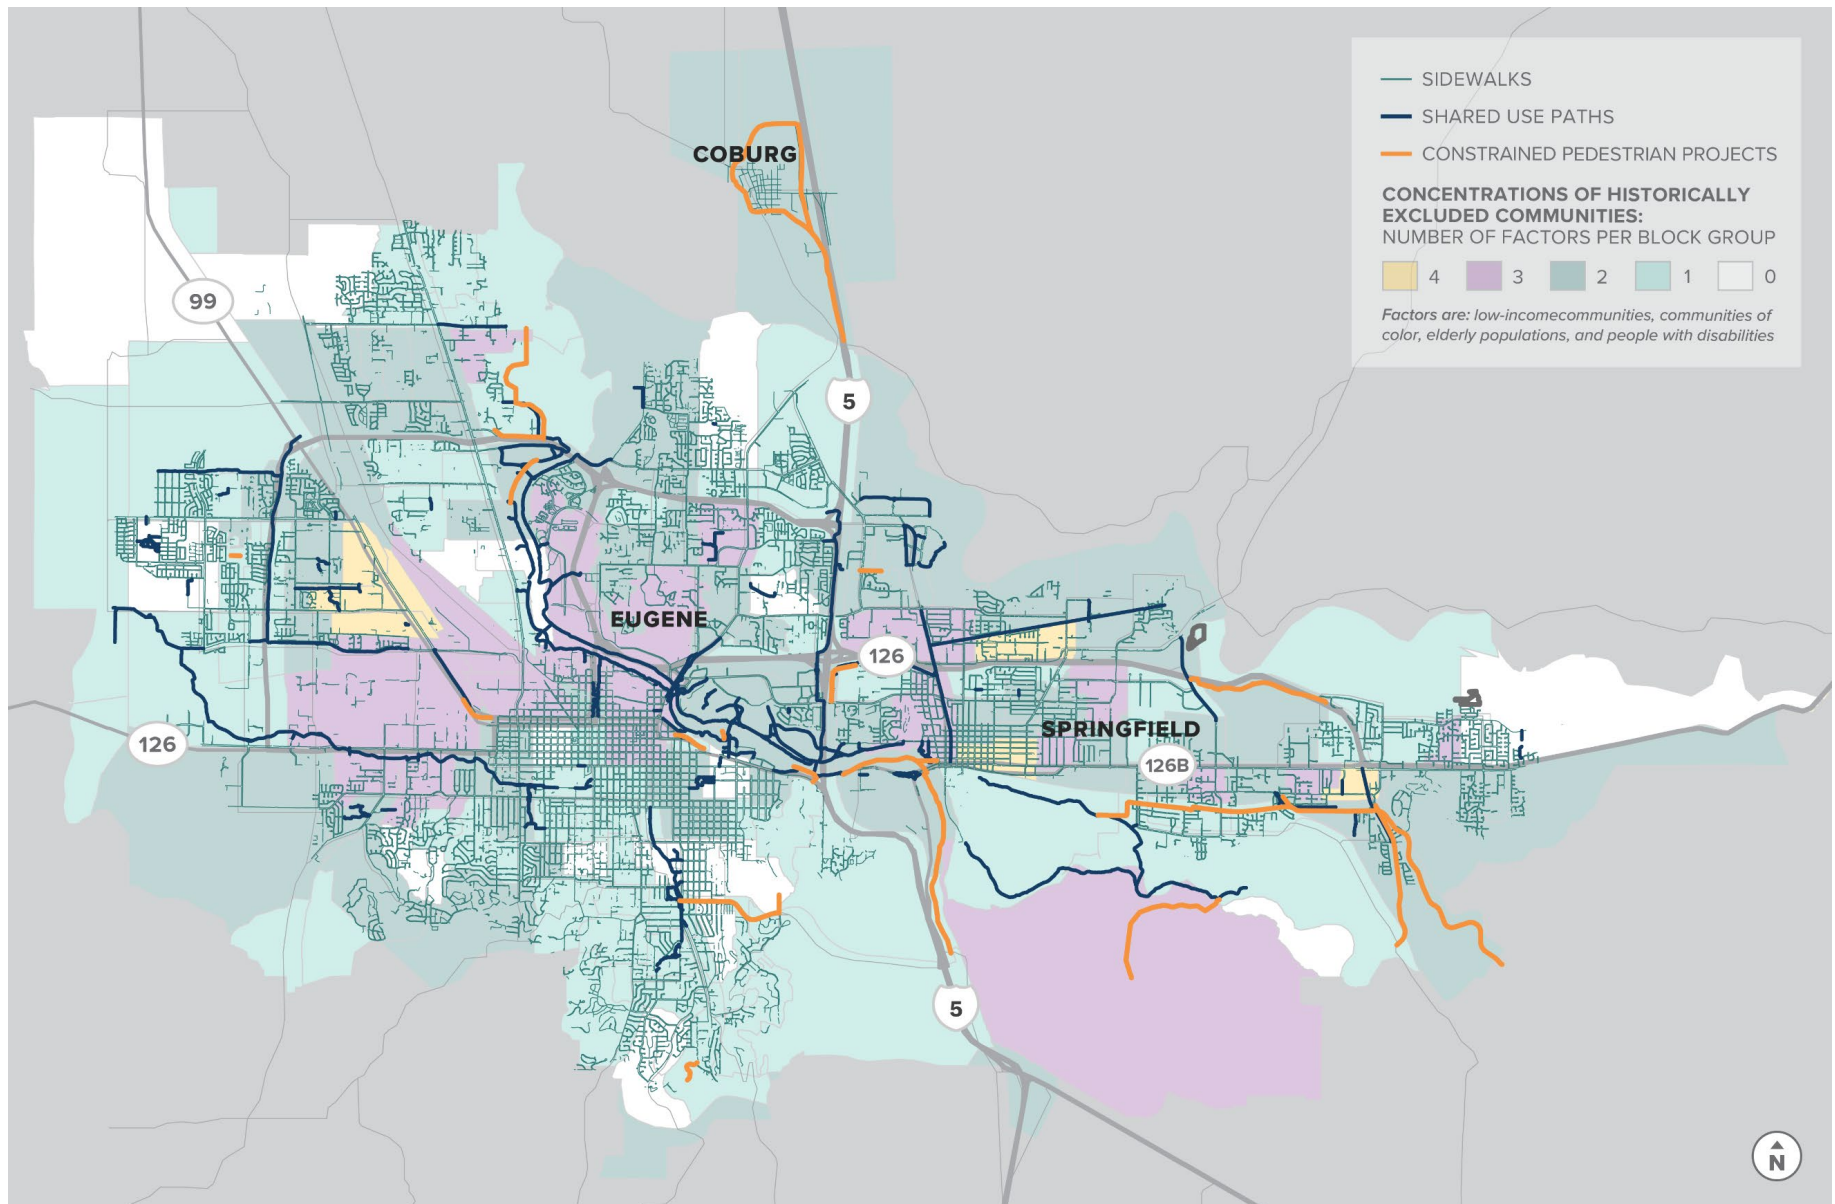 SIDEWALKS
SHARED USE PATHS
CONSTRAINED PEDESTRIAN PROJECTS
CONCENTRATIONS OF HISTORICALLY
EXCLUDED COMMUNITIES:
NUMBER OF FACTORS PER BLOCK GROUP
4 3 2 1 0
Factors are: low-incomecommunities, communities of
color, elderly populations, and people with disabilities
COBURG
99
5
EUGENE
126
SPRINGFIELD
126
126B
5
N